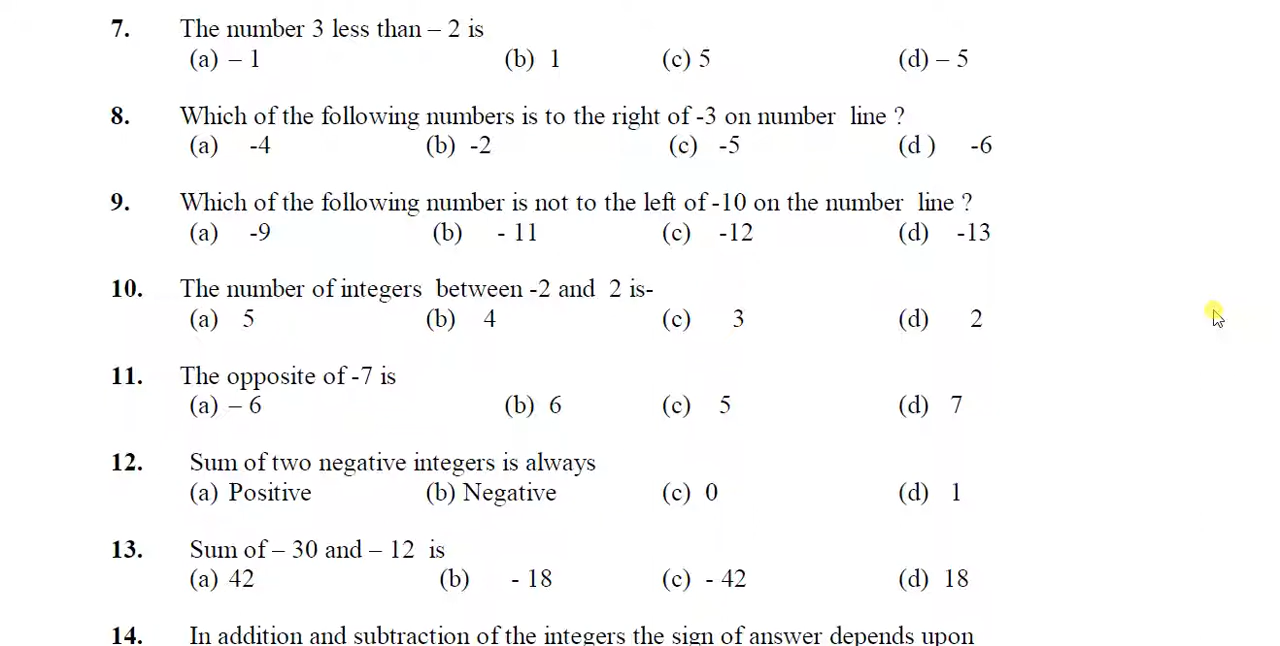 7. The number 3 less than – 2 is
(a) – 1 (b) 1 (c) 5 (d) – 5
8. Which of the following numbers is to the right of -3 on number line ?
(a) -4 (b) -2 (c) -5 (d ) -6
9. Which of the following number is not to the left of -10 on the number line ?
(a) -9 (b) - 11 (c) -12 (d) -13
10. The number of integers between -2 and 2 is-
(a) 5 (b) 4 (c) 3 (d) 2
11. The opposite of -7 is
(a) – 6 (b) 6 (c) 5 (d) 7
12. Sum of two negative integers is always
(a) Positive (b) Negative (c) 0 (d) 1
13. Sum of – 30 and – 12 is
(a) 42 (b) - 18 (c) - 42 (d) 18
14. In addition and subtraction of the integers the sign of answer depends upon